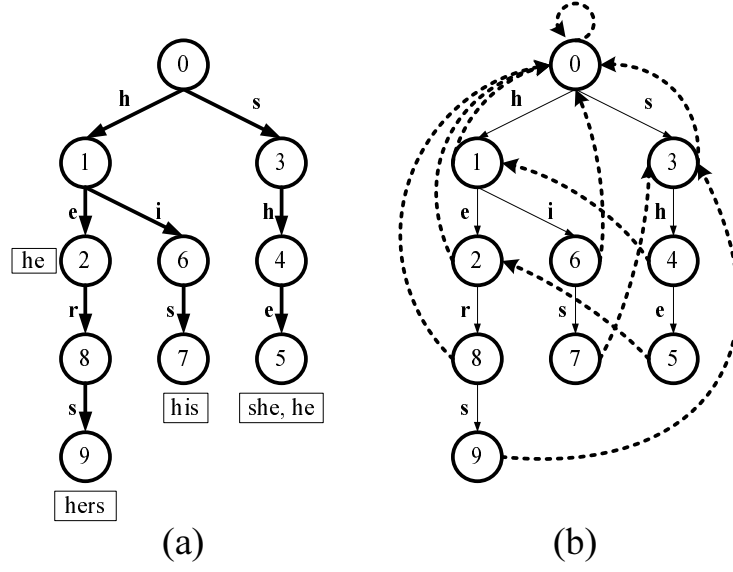 0 0
h s h s
1 3 1 3
e i h e i h
he 2 6 4 2 6 4
r s e r s e
8 7 5 8 7 5
his she, he
s s
9 9
hers
(a) (b)